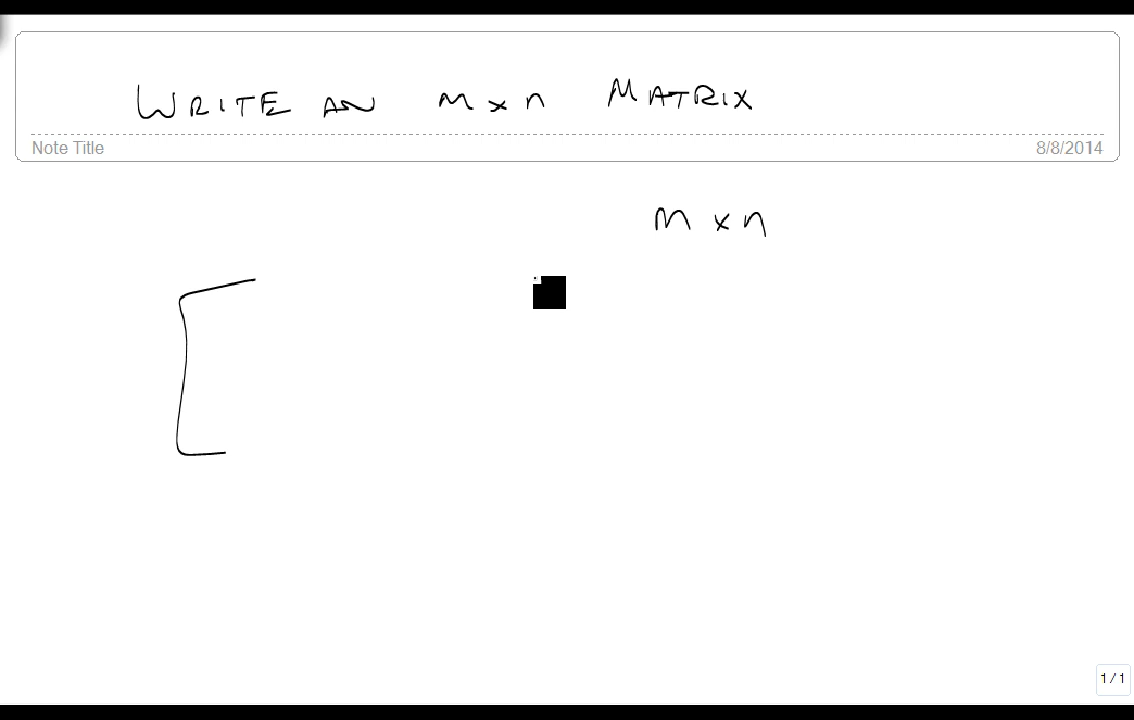 WRITE AN m x n MATRIX
Note Title
8/8/2014
m x n
1/1